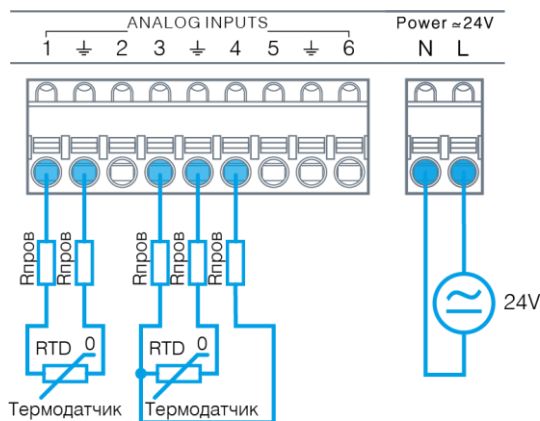 ANALOG INPUTS
Power ≃24V
1 ⏚ 2 3 ⏚ 4 5 ⏚ 6
N L
Rпров Rпров Rпров Rпров Rпров
24V
RTD 0 RTD 0
Термодатчик Термодатчик